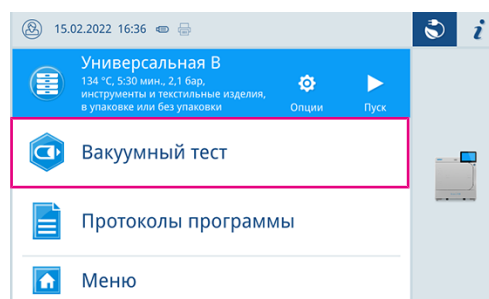 15.02.2022 16:36
i
Универсальная В
134 °C, 5:30 мин., 2,1 бар,
инструменты и текстильные изделия,
в упаковке или без упаковки
Опции
Пуск
Вакуумный тест
Протоколы программы
Меню